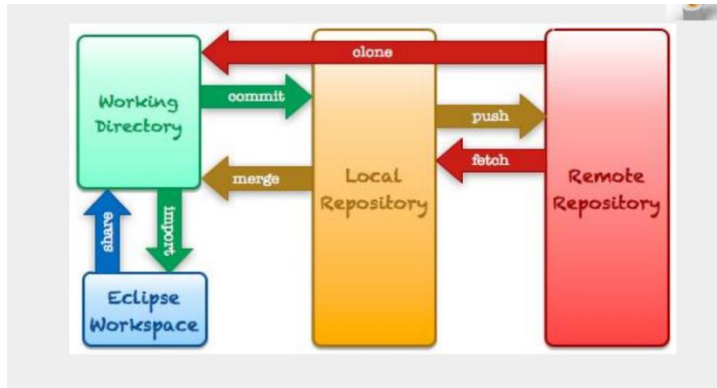 clone
Working
Directory
commit
push
fetch
merge
Local
Repository
Remote
Repository
share
import
Eclipse
Workspace